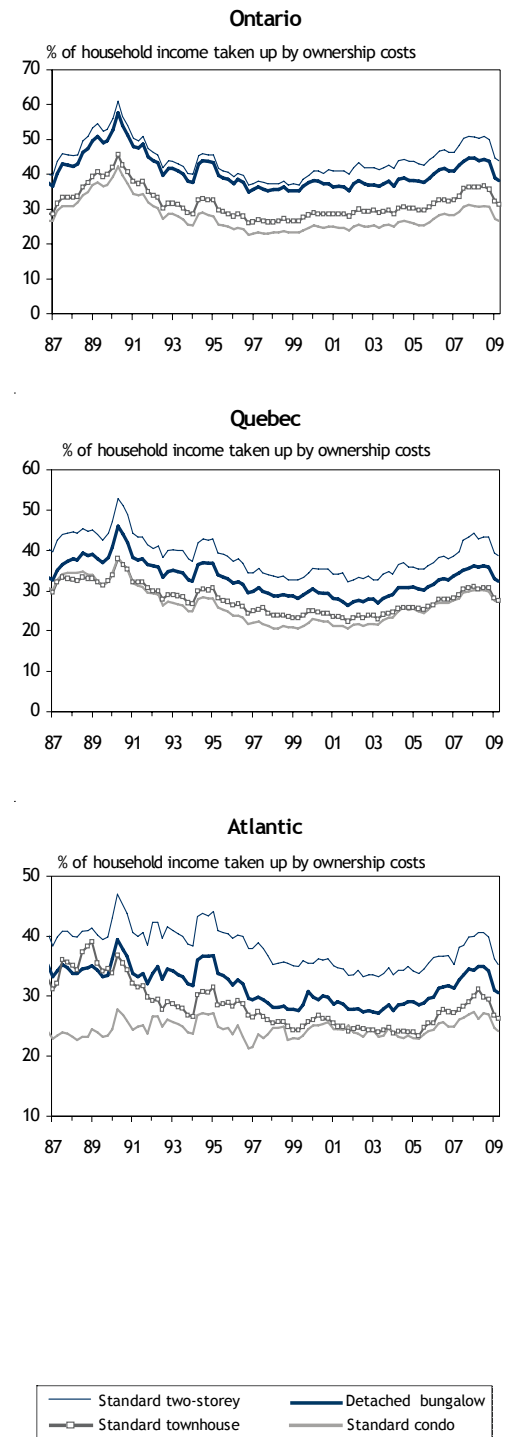 Ontario
% of household income taken up by ownership costs
70
60
50
40
30
20
10
0
87 89 91 93 95 97 99 01 03 05 07 09
Quebec
% of household income taken up by ownership costs
60
50
40
30
20
10
0
87 89 91 93 95 97 99 01 03 05 07 09
Atlantic
% of household income taken up by ownership costs
50
40
30
20
10
87 89 91 93 95 97 99 01 03 05 07 09
Standard two-storey Detached bungalow
Standard townhouse Standard condo